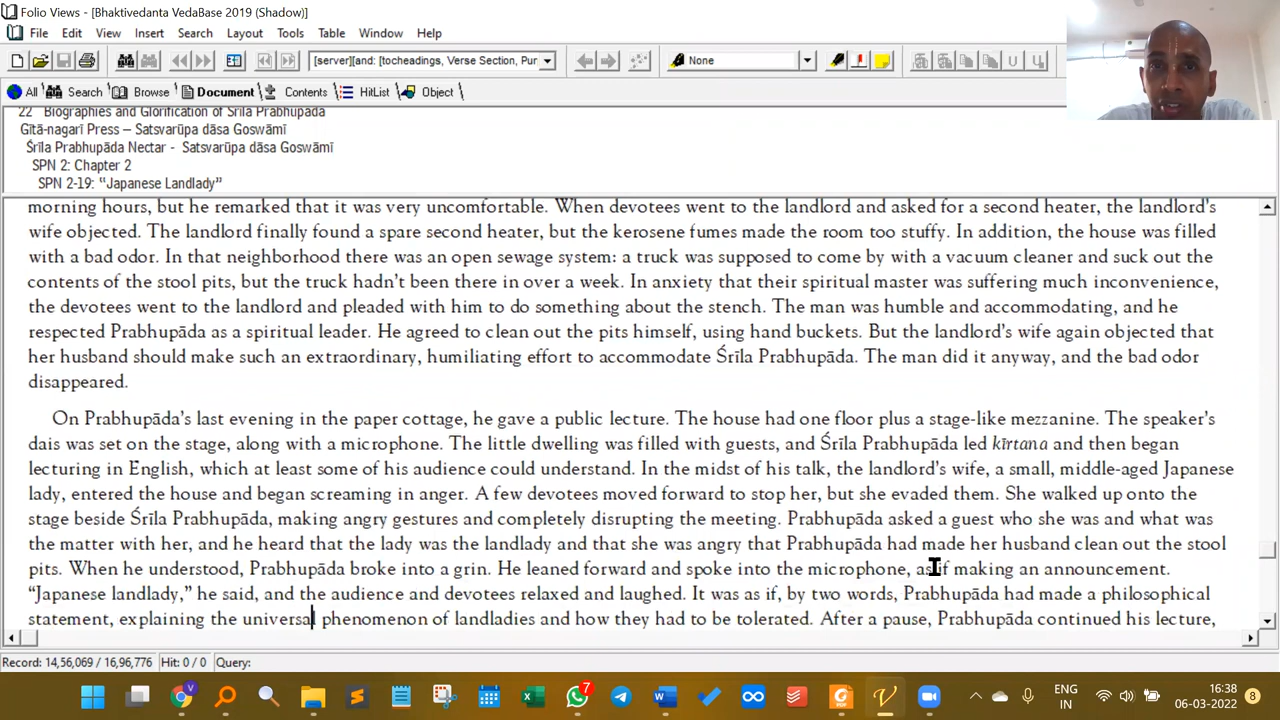 Folio Views - [Bhaktivedanta VedaBase 2019 (Shadow)]
File Edit View Insert Search Layout Tools Table Window Help
[server][and: [tocheadings, Verse Section, Pur None
All Search Browse Document Contents HitList Object
22 Biographies and Glorification of Śrīla Prabhupāda
Gītā-nagarī Press – Satsvarūpa dāsa Goswāmī
Śrīla Prabhupāda Nectar - Satsvarūpa dāsa Goswāmī
SPN 2: Chapter 2
SPN 2-19: “Japanese Landlady”
morning hours, but he remarked that it was very uncomfortable. When devotees went to the landlord and asked for a second heater, the landlord's
wife objected. The landlord finally found a spare second heater, but the kerosene fumes made the room too stuffy. In addition, the house was filled
with a bad odor. In that neighborhood there was an open sewage system: a truck was supposed to come by with a vacuum cleaner and suck out the
contents of the stool pits, but the truck hadn't been there in over a week. In anxiety that their spiritual master was suffering much inconvenience,
the devotees went to the landlord and pleaded with him to do something about the stench. The man was humble and accommodating, and he
respected Prabhupāda as a spiritual leader. He agreed to clean out the pits himself, using hand buckets. But the landlord's wife again objected that
her husband should make such an extraordinary, humiliating effort to accommodate Śrīla Prabhupāda. The man did it anyway, and the bad odor
disappeared.
On Prabhupāda's last evening in the paper cottage, he gave a public lecture. The house had one floor plus a stage-like mezzanine. The speaker's
dais was set on the stage, along with a microphone. The little dwelling was filled with guests, and Śrīla Prabhupāda led kīrtana and then began
lecturing in English, which at least some of his audience could understand. In the midst of his talk, the landlord's wife, a small, middle-aged Japanese
lady, entered the house and began screaming in anger. A few devotees moved forward to stop her, but she evaded them. She walked up onto the
stage beside Śrīla Prabhupāda, making angry gestures and completely disrupting the meeting. Prabhupāda asked a guest who she was and what was
the matter with her, and he heard that the lady was the landlady and that she was angry that Prabhupāda had made her husband clean out the stool
pits. When he understood, Prabhupāda broke into a grin. He leaned forward and spoke into the microphone, as if making an announcement.
“Japanese landlady,” he said, and the audience and devotees relaxed and laughed. It was as if, by two words, Prabhupāda had made a philosophical
statement, explaining the universal phenomenon of landladies and how they had to be tolerated. After a pause, Prabhupāda continued his lecture,
Record: 14,56,069 / 16,96,776 Hit: 0 / 0 Query:
7
ENG
IN
16:38
06-03-2022
8